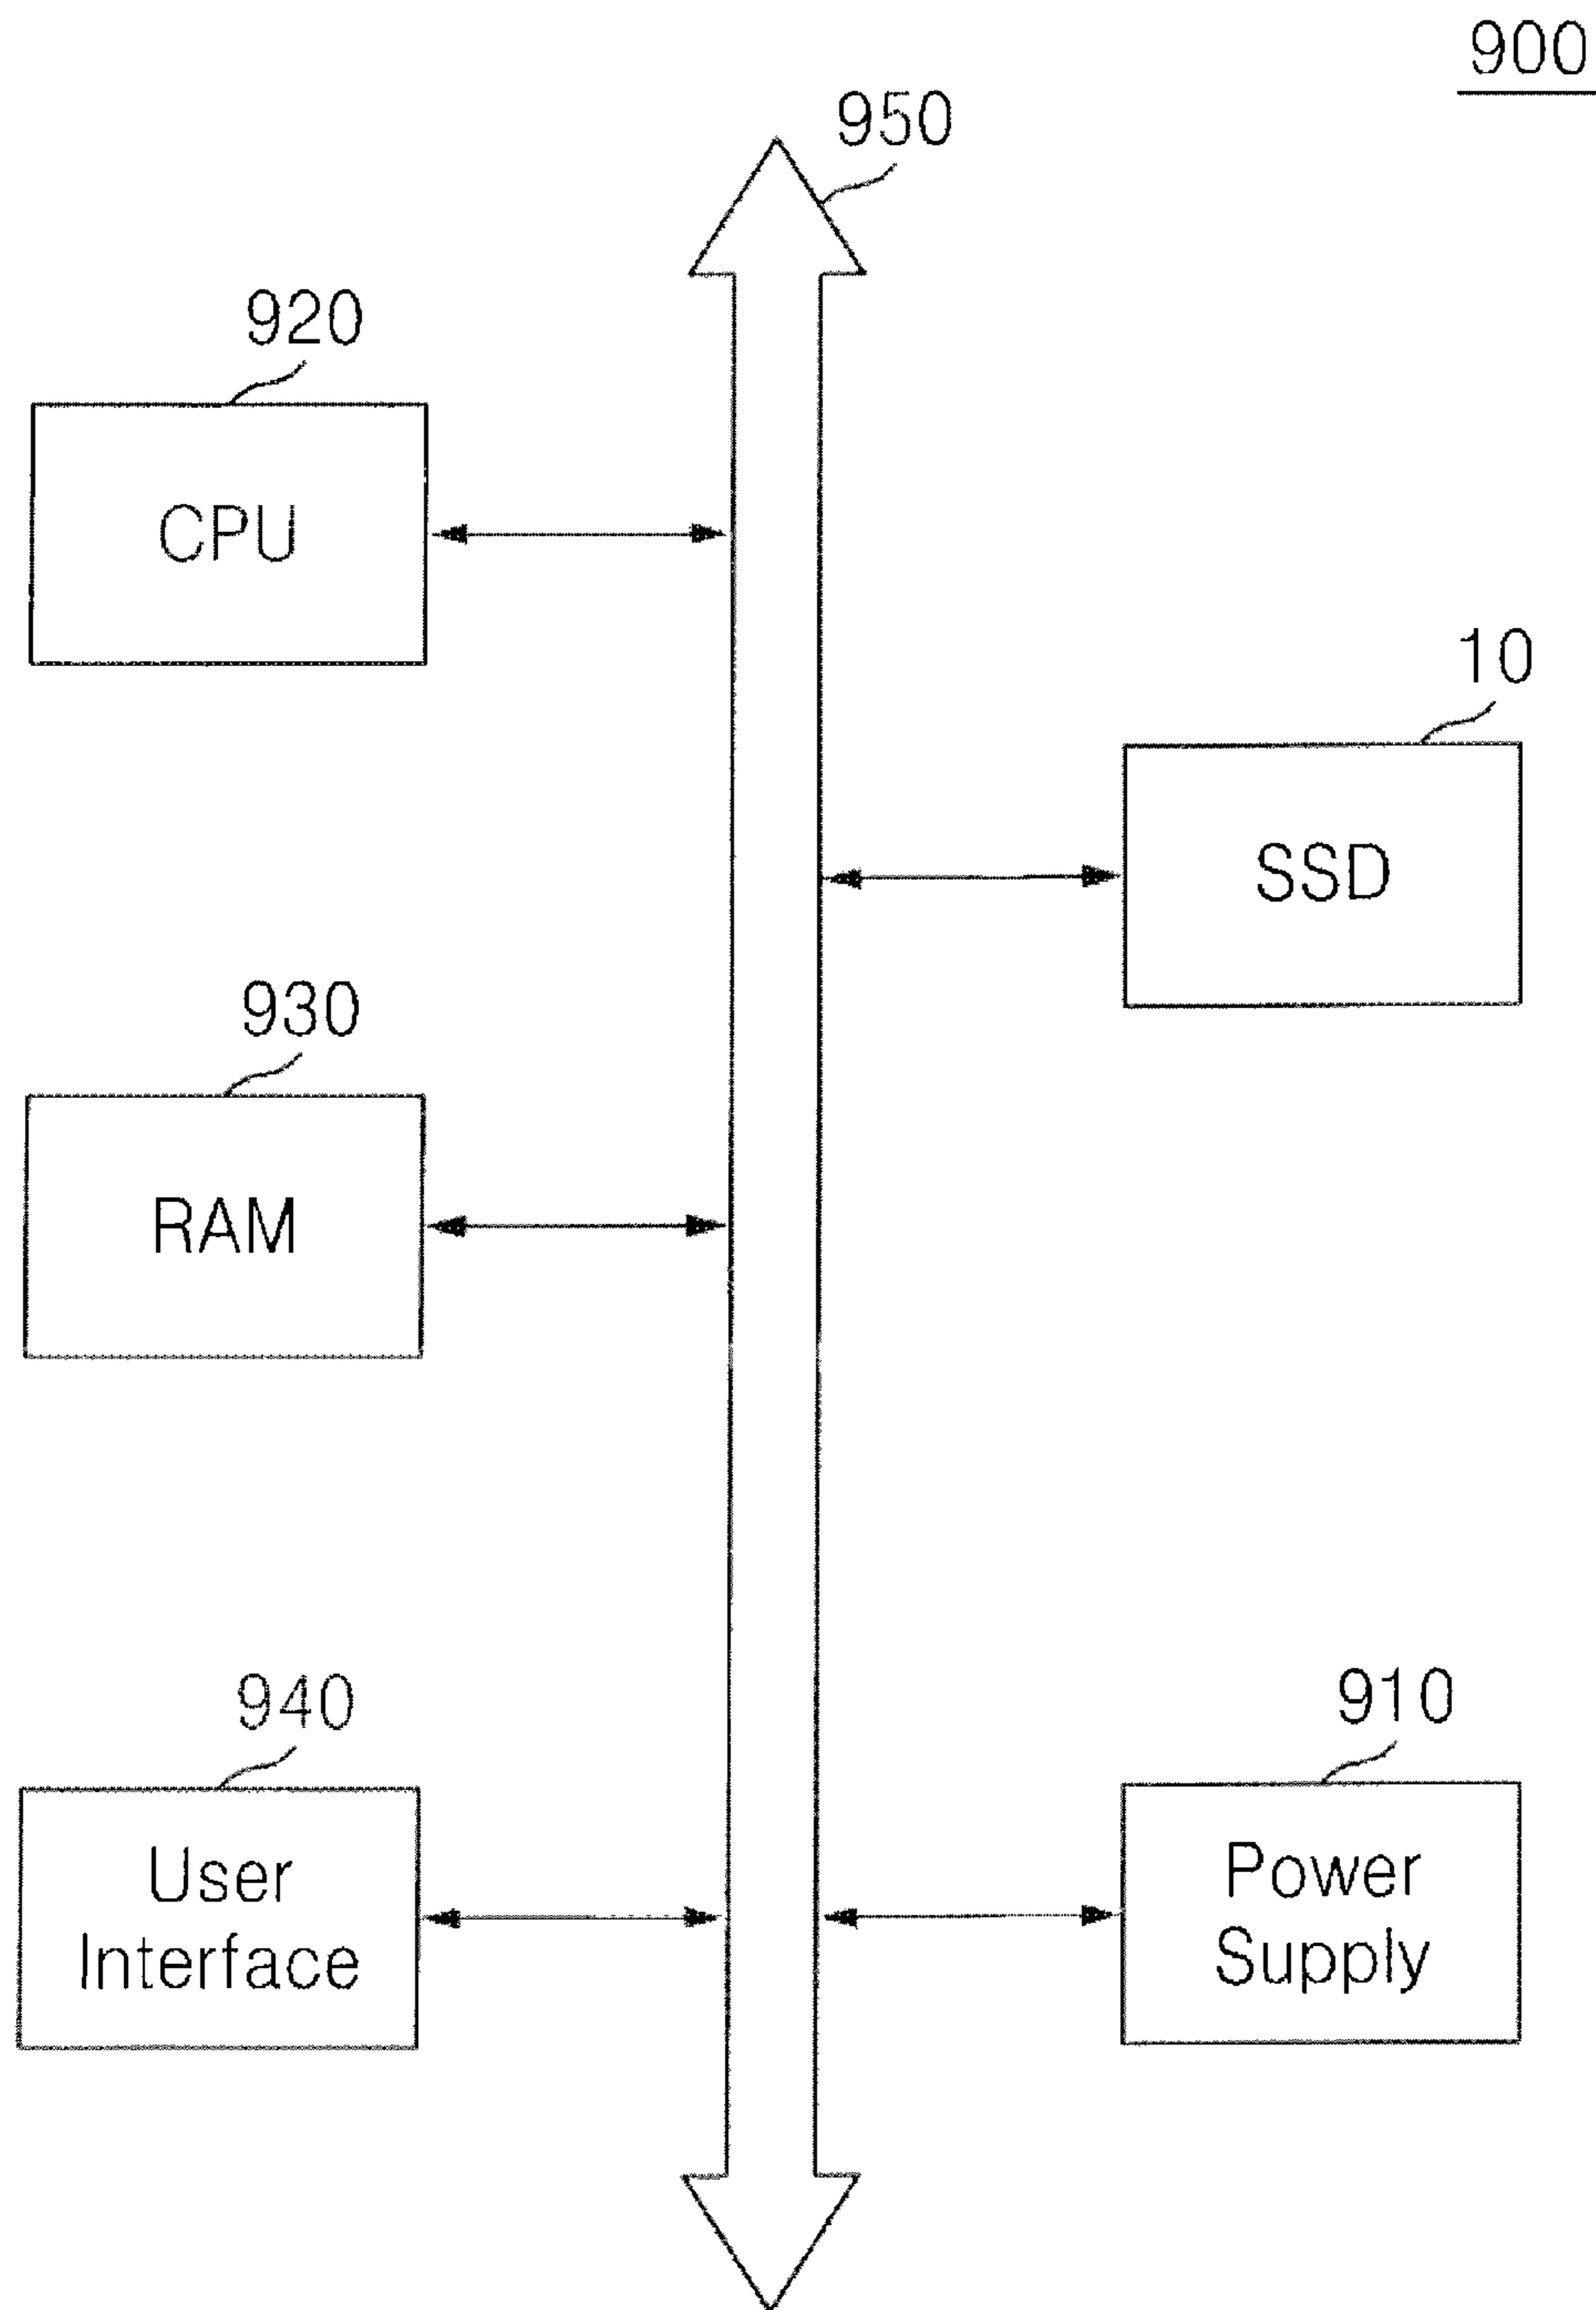 900
950
920
CPU
10
SSD
930
RAM
940
User
Interface
910
Power
Supply